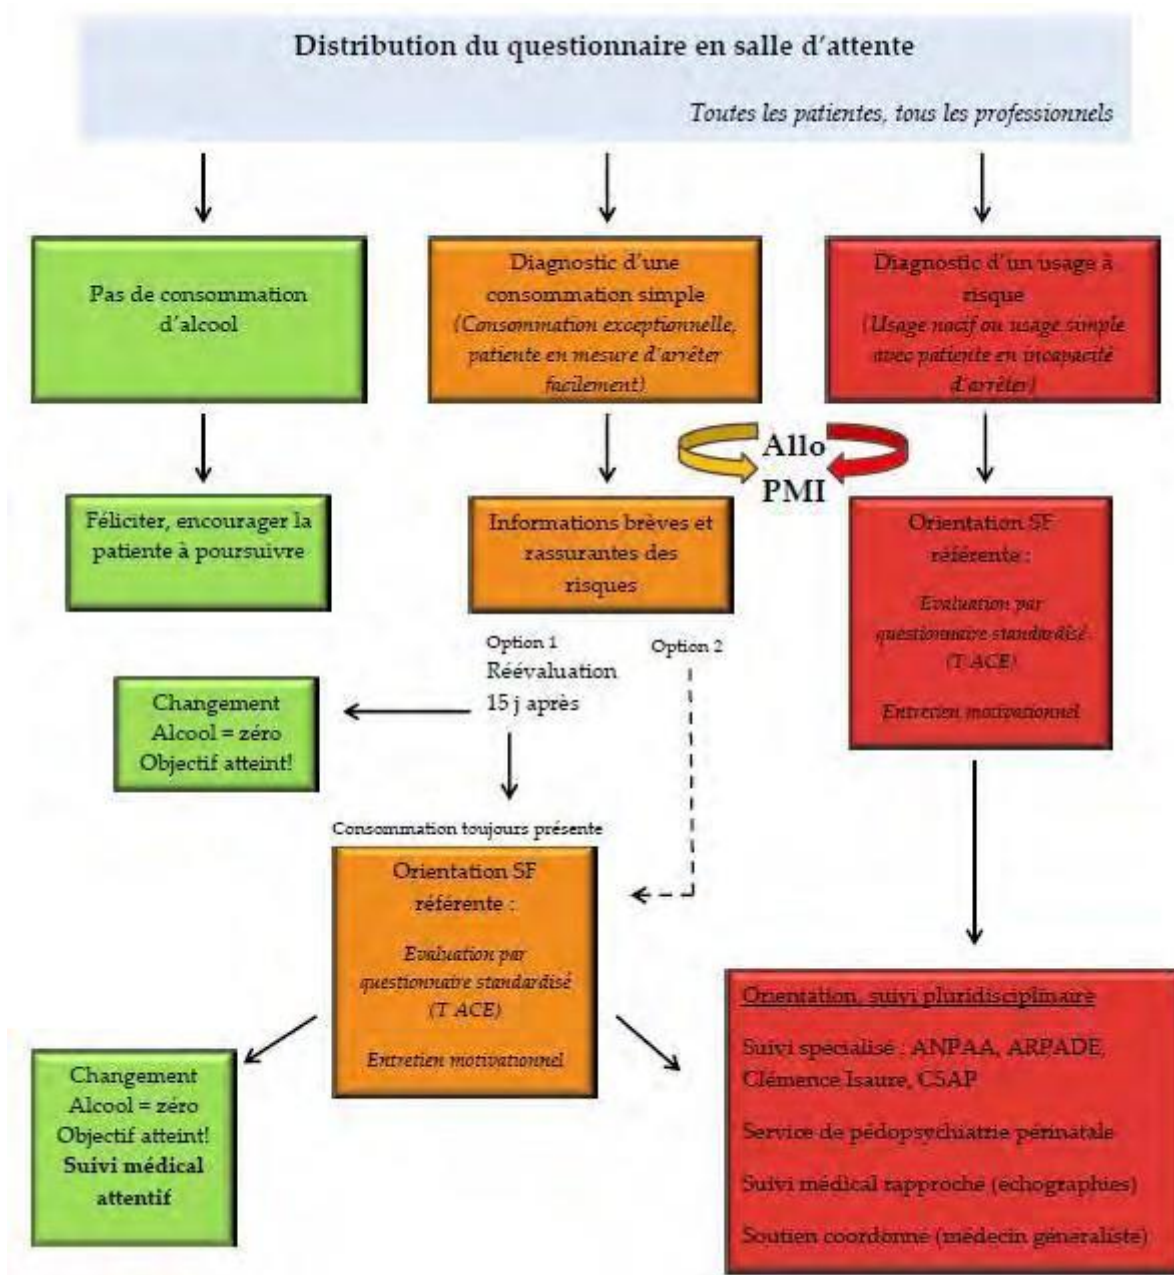 Distribution du questionnaire en salle d'attente
Toutes les patientes, tous les professionnels
Pas de consommation
d'alcool
Diagnostic d'une
consommation simple
(Consommation exceptionnelle,
patiente en mesure d'arrêter
facilement)
Diagnostic d'un usage à
risque
(Usage nocif ou usage simple
avec patiente en incapacité
d'arrêter)
Allo
PMI
Féliciter, encourager la
patiente à poursuivre
Informations brèves et
rassurantes des
risques
Orientation SF
référente :
Evaluation par
questionnaire standardisé
(T ACE)
Entretien motivationnel
Option 1
Réévaluation
15 j après
Option 2
Changement
Alcool = zéro
Objectif atteint!
Consommation toujours présente
Orientation SF
référente :
Evaluation par
questionnaire standardisé
(T ACE)
Entretien motivationnel
Changement
Alcool = zéro
Objectif atteint!
Suivi médical
attentif
Orientation, suivi pluridisciplinaire
Suivi spécialisé : ANPAA, ARPADE,
Clémence Isaure, CSAP
Service de pédopsychiatrie périnatale
Suivi médical rapproché (échographies)
Soutien coordonné (médecin généraliste)